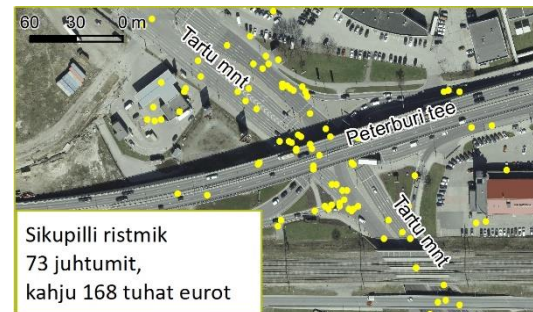 60 30 0 m
Tartu mnt
Peterburi tee
Tartu mnt
Sikupilli ristmik
73 juhtumit,
kahju 168 tuhat eurot